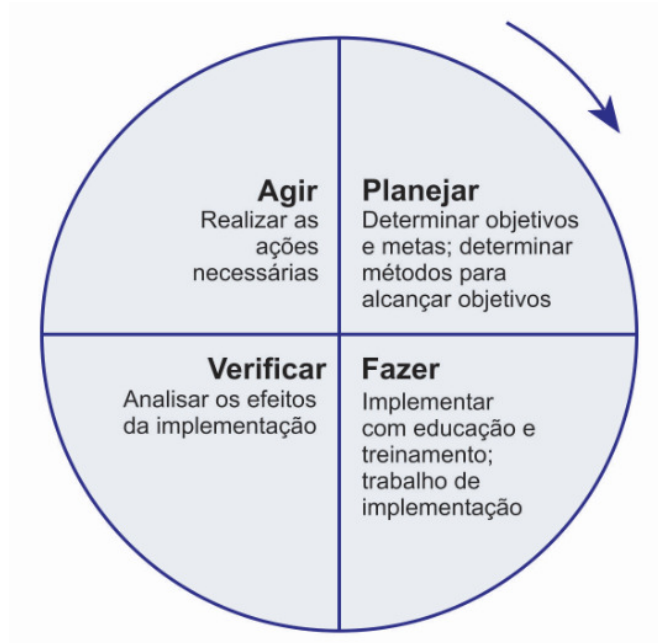 Agir
Realizar as
ações
necessárias
Planejar
Determinar objetivos
e metas; determinar
métodos para
alcançar objetivos
Verificar
Analisar os efeitos
da implementação
Fazer
Implementar
com educação e
treinamento;
trabalho de
implementação